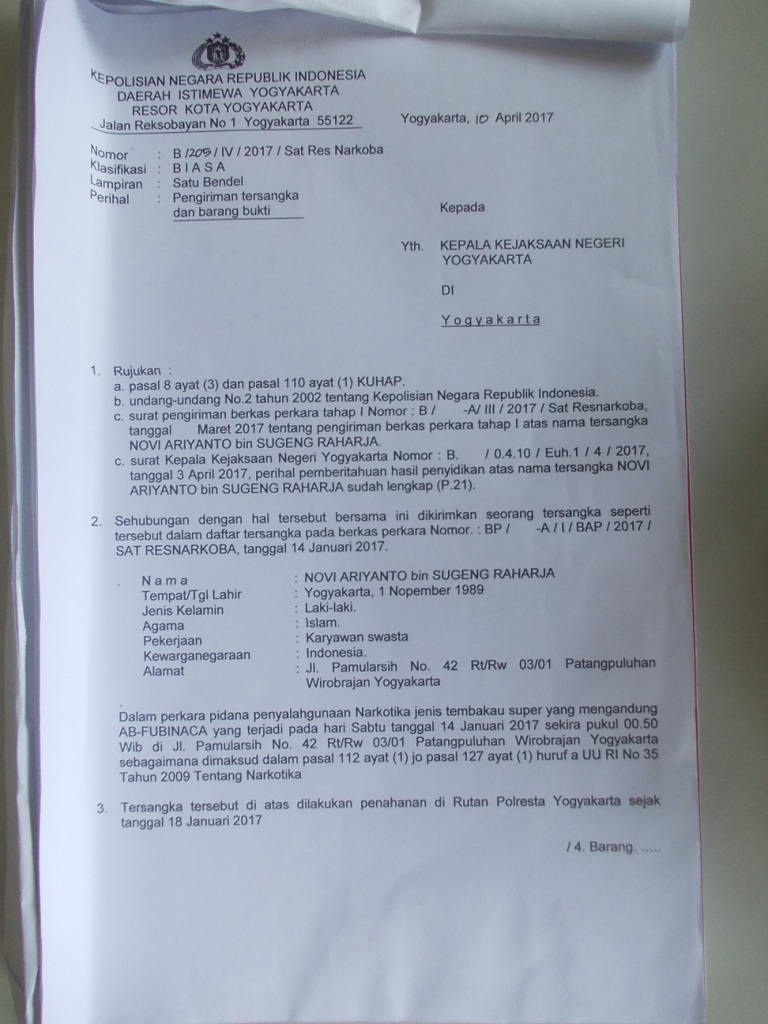 KEPOLISIAN NEGARA REPUBLIK INDONESIA
DAERAH ISTIMEWA YOGYAKARTA
RESOR KOTA YOGYAKARTA
Jalan Reksobayan No 1 Yogyakarta 55122
Yogyakarta, 10 April 2017
Nomor : B /209/ IV / 2017 / Sat Res Narkoba
Klasifikasi : B I A S A
Lampiran : Satu Bendel
Perihal : Pengiriman tersangka
dan barang bukti
Kepada
Yth. KEPALA KEJAKSAAN NEGERI
YOGYAKARTA
DI
Y o g y a k a r t a
1. Rujukan :
a. pasal 8 ayat (3) dan pasal 110 ayat (1) KUHAP.
b. undang-undang No.2 tahun 2002 tentang Kepolisian Negara Republik Indonesia.
c. surat pengiriman berkas perkara tahap I Nomor : B / -A/ III / 2017 / Sat Resnarkoba,
tanggal Maret 2017 tentang pengiriman berkas perkara tahap I atas nama tersangka
NOVI ARIYANTO bin SUGENG RAHARJA.
c. surat Kepala Kejaksaan Negeri Yogyakarta Nomor : B. / 0.4.10 / Euh.1 / 4 / 2017,
tanggal 3 April 2017, perihal pemberitahuan hasil penyidikan atas nama tersangka NOVI
ARIYANTO bin SUGENG RAHARJA sudah lengkap (P.21).
2. Sehubungan dengan hal tersebut bersama ini dikirimkan seorang tersangka seperti
tersebut dalam daftar tersangka pada berkas perkara Nomor. : BP / -A / I / BAP / 2017 /
SAT RESNARKOBA, tanggal 14 Januari 2017.
N a m a : NOVI ARIYANTO bin SUGENG RAHARJA
Tempat/Tgl Lahir : Yogyakarta, 1 Nopember 1989
Jenis Kelamin : Laki-laki.
Agama : Islam.
Pekerjaan : Karyawan swasta
Kewarganegaraan : Indonesia.
Alamat : Jl. Pamularsih No. 42 Rt/Rw 03/01 Patangpuluhan
Wirobrajan Yogyakarta
Dalam perkara pidana penyalahgunaan Narkotika jenis tembakau super yang mengandung
AB-FUBINACA yang terjadi pada hari Sabtu tanggal 14 Januari 2017 sekira pukul 00.50
Wib di Jl. Pamularsih No. 42 Rt/Rw 03/01 Patangpuluhan Wirobrajan Yogyakarta
sebagaimana dimaksud dalam pasal 112 ayat (1) jo pasal 127 ayat (1) huruf a UU RI No 35
Tahun 2009 Tentang Narkotika
3. Tersangka tersebut di atas dilakukan penahanan di Rutan Polresta Yogyakarta sejak
tanggal 18 Januari 2017
/ 4. Barang. .....